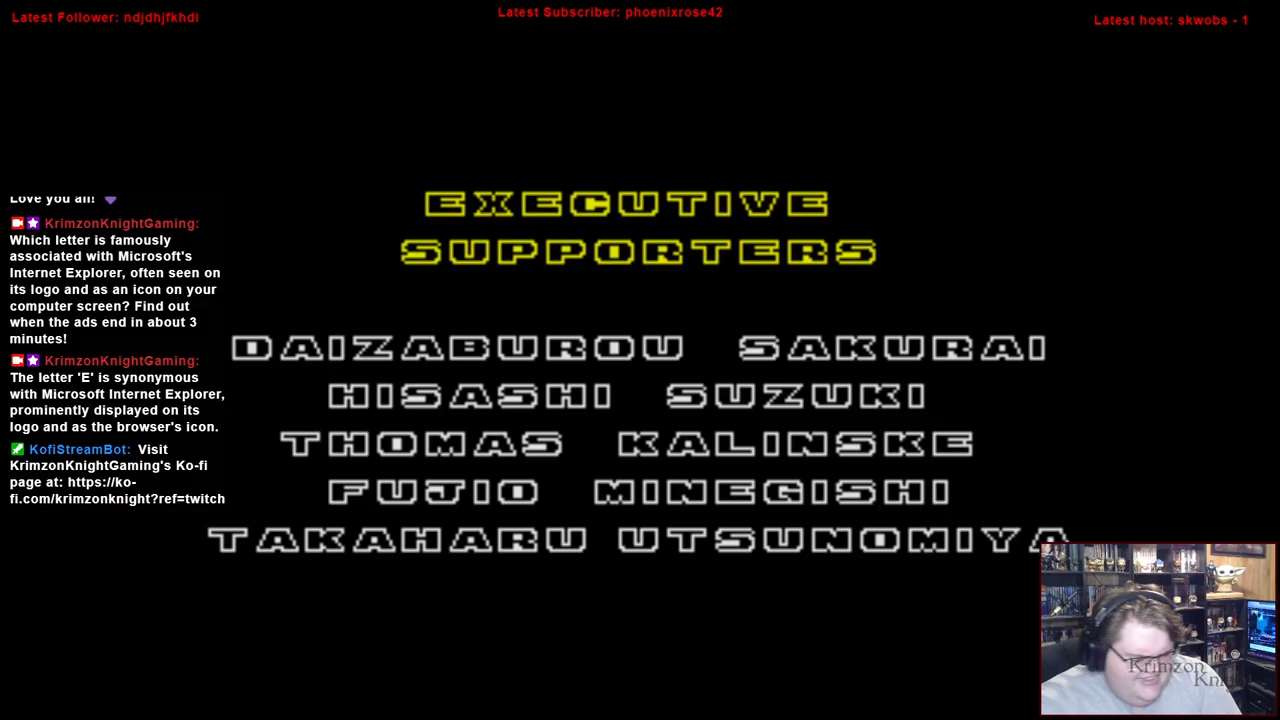 Latest Follower: ndjdhjfkhdi
Latest Subscriber: phoenixrose42
Latest host: skwobs - 1
EXECUTIVE
SUPPORTERS
DAIZABUROU SAKURAI
HISASHI SUZUKI
THOMAS KALINSKE
FUJIO MINEGISHI
TAKAHARU UTSUNOMIYA
Love you all!
KrimzonKnightGaming:
Which letter is famously
associated with Microsoft's
Internet Explorer, often seen on
its logo and as an icon on your
computer screen? Find out
when the ads end in about 3
minutes!
KrimzonKnightGaming:
The letter 'E' is synonymous
with Microsoft Internet Explorer,
prominently displayed on its
logo and as the browser's icon.
KofiStreamBot: Visit
KrimzonKnightGaming's Ko-fi
page at: https://ko-
fi.com/krimzonknight?ref=twitch
Krimzon
Knight